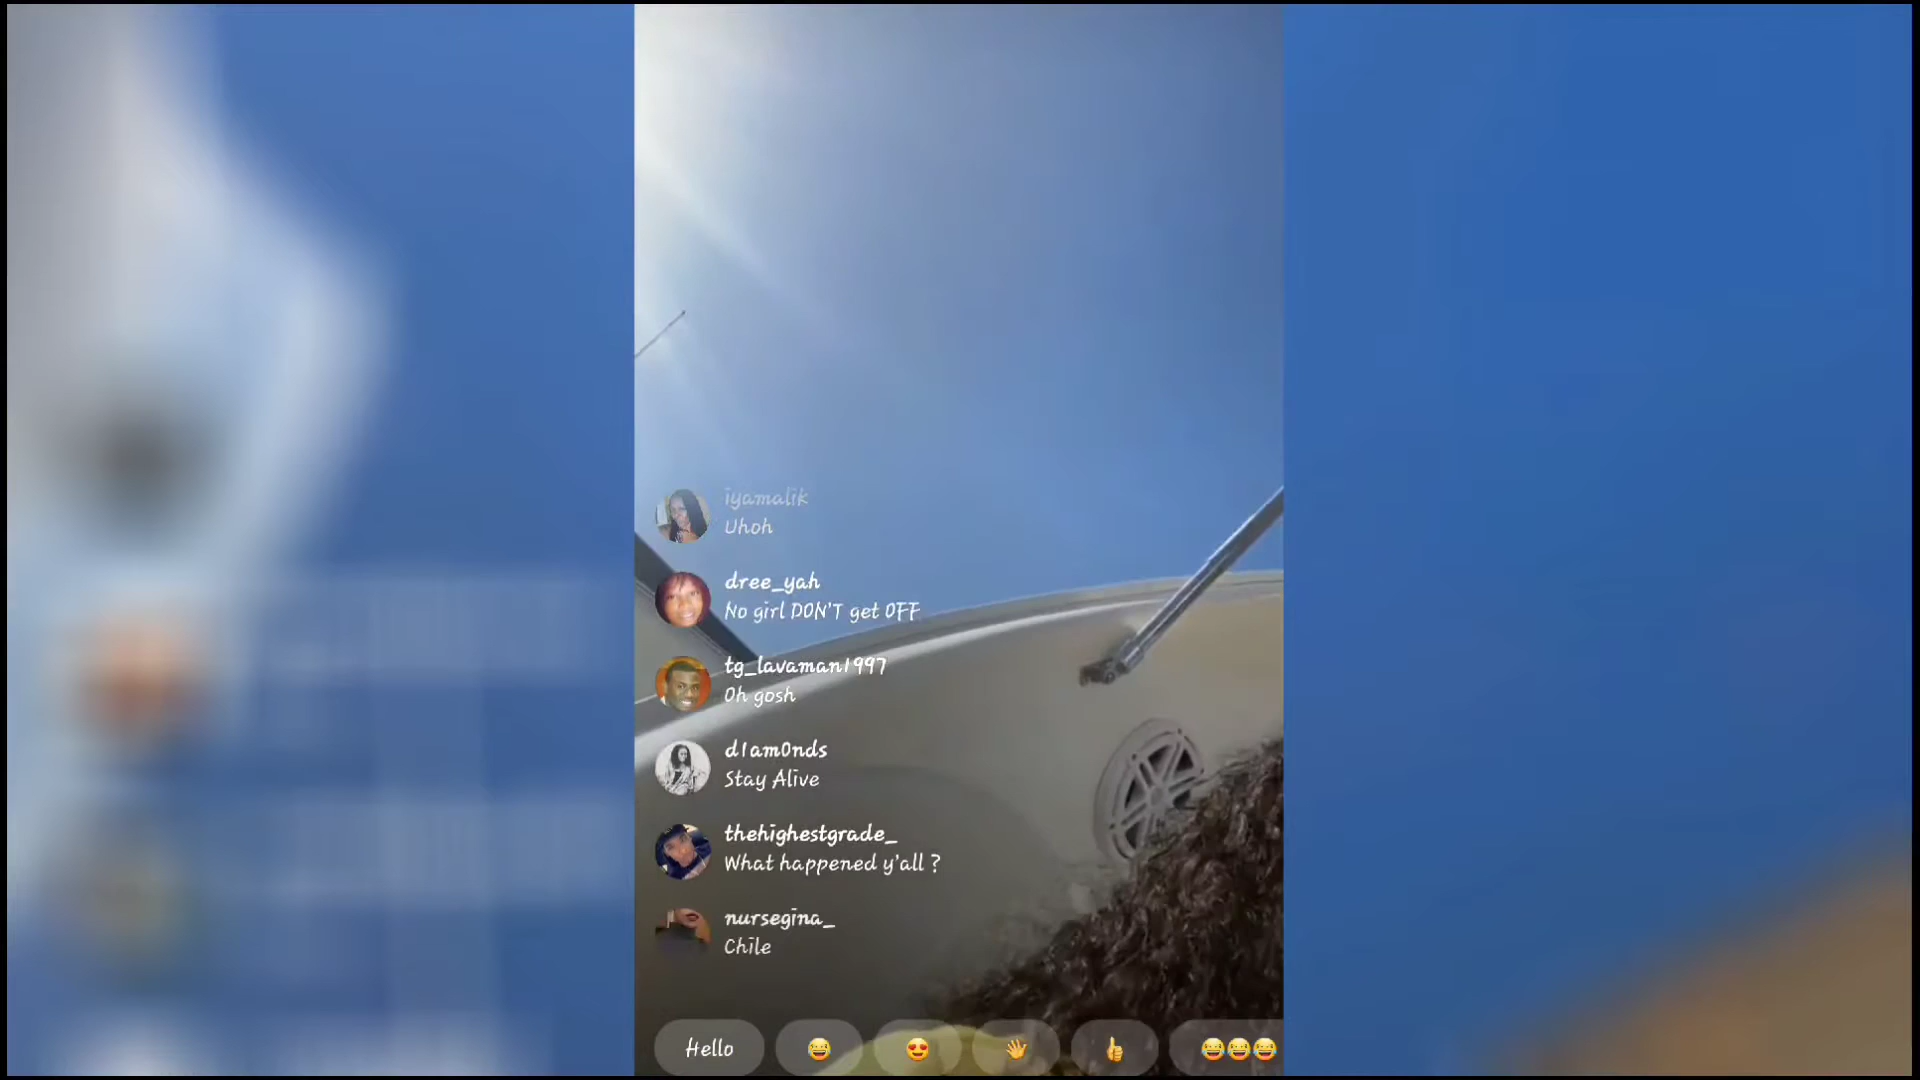 iyamalik
Uhoh
dree_yah
No girl DON'T get OFF
tg_lavaman1997
Oh gosh
d1am0nds
Stay Alive
thehighestgrade_
What happened y'all ?
nursegina_
Chile
Hello